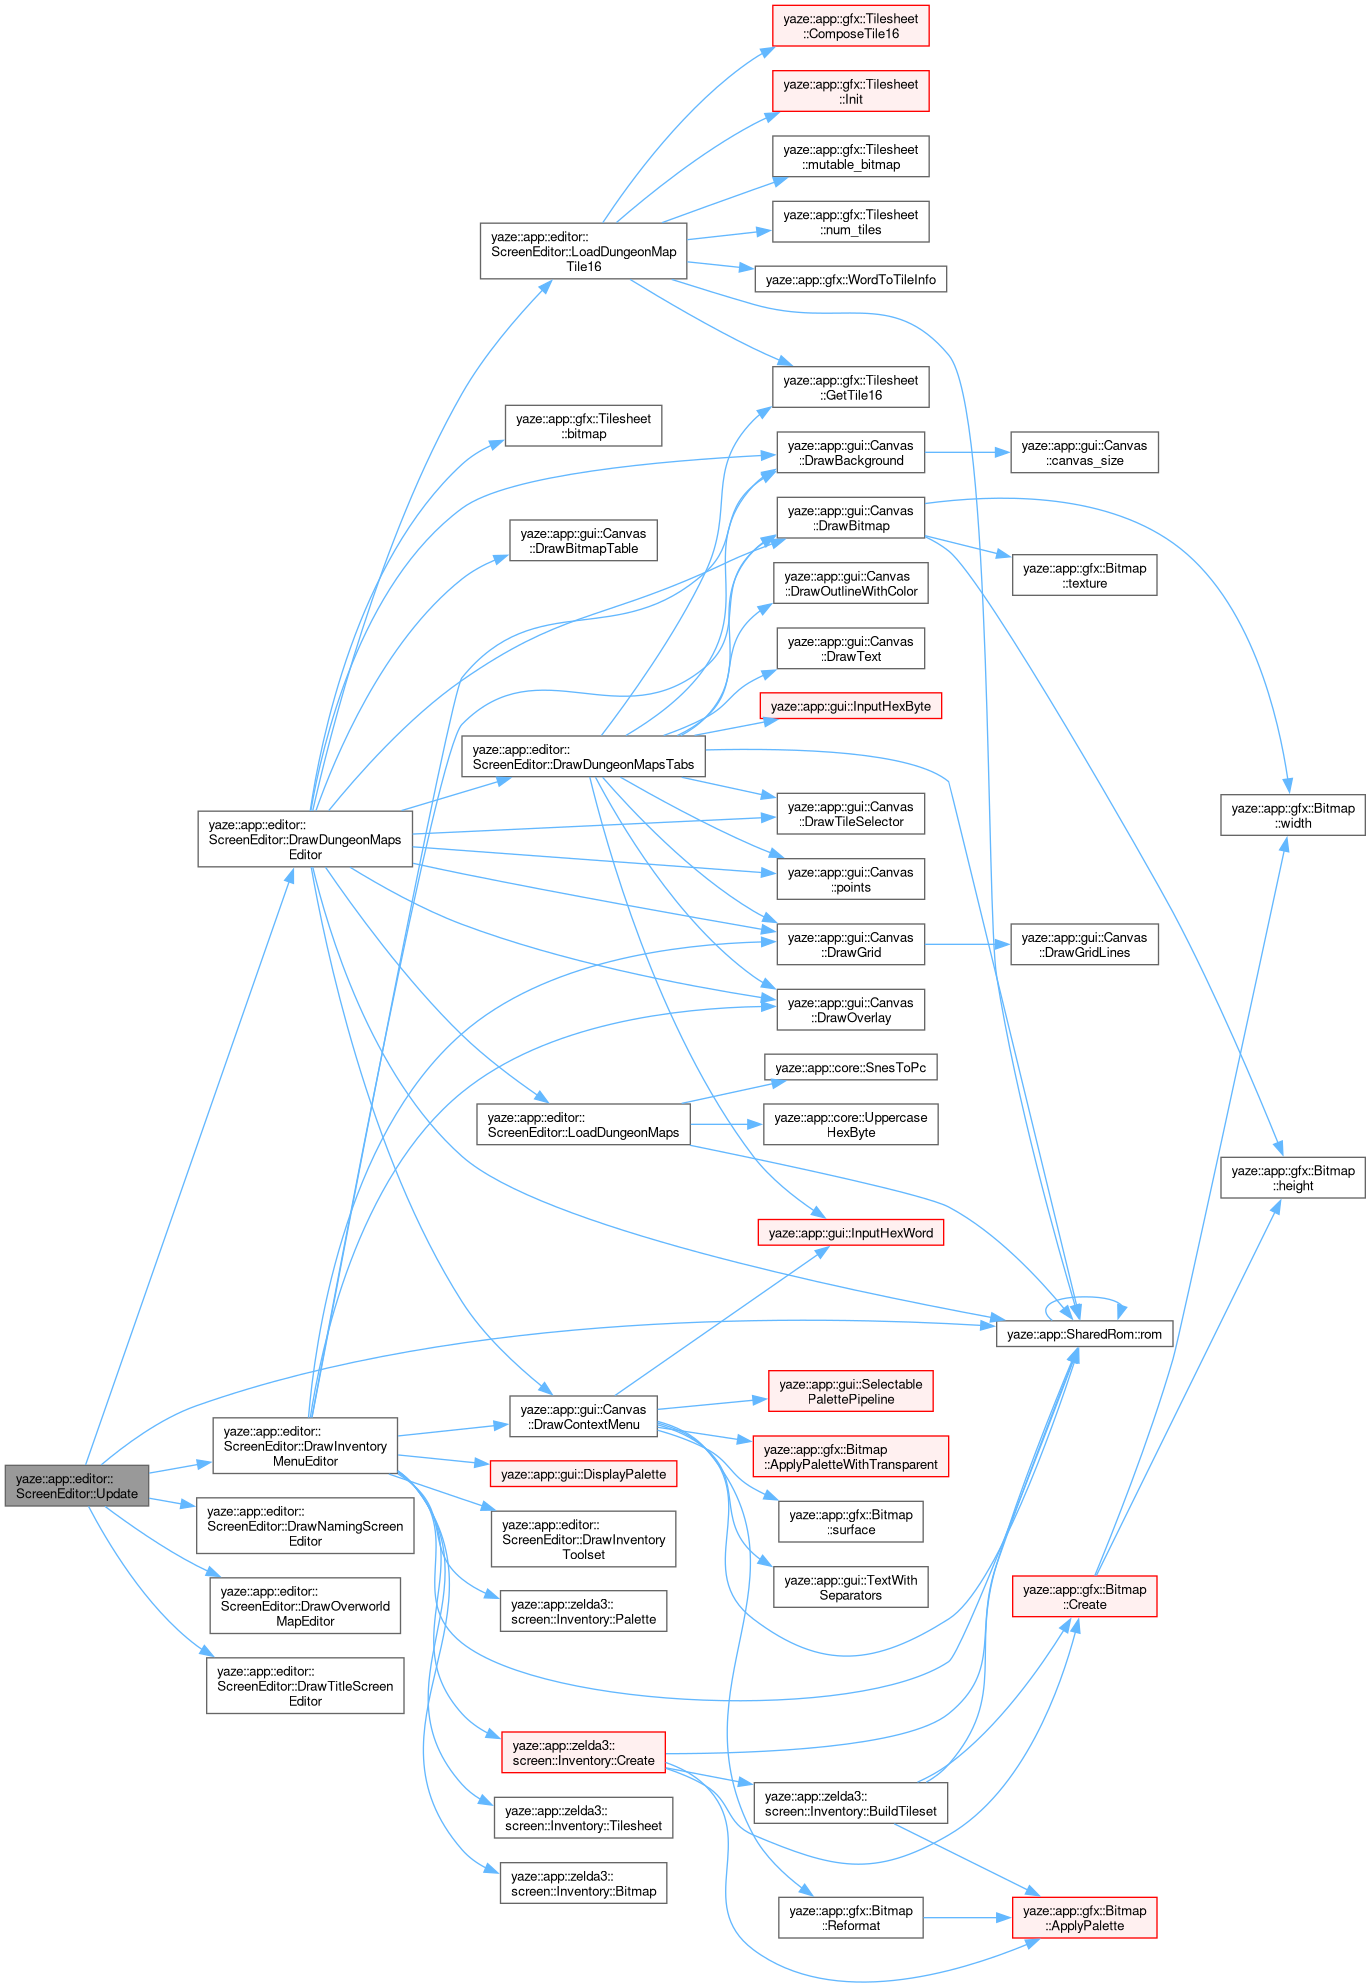 yaze::app::gfx::Tilesheet
::ComposeTile16
yaze::app::gfx::Tilesheet
::Init
yaze::app::gfx::Tilesheet
::mutable_bitmap
yaze::app::gfx::Tilesheet
::num_tiles
yaze::app::editor::
ScreenEditor::LoadDungeonMap
Tile16
yaze::app::gfx::WordToTileInfo
yaze::app::gfx::Tilesheet
::GetTile16
yaze::app::gfx::Tilesheet
::bitmap
yaze::app::gui::Canvas
::DrawBackground
yaze::app::gui::Canvas
::canvas_size
yaze::app::gui::Canvas
::DrawBitmapTable
yaze::app::gui::Canvas
::DrawBitmap
yaze::app::gfx::Bitmap
::texture
yaze::app::gui::Canvas
::DrawOutlineWithColor
yaze::app::gui::Canvas
::DrawText
yaze::app::gui::InputHexByte
yaze::app::editor::
ScreenEditor::DrawDungeonMapsTabs
yaze::app::gui::Canvas
::DrawTileSelector
yaze::app::gfx::Bitmap
::width
yaze::app::editor::
ScreenEditor::DrawDungeonMaps
Editor
yaze::app::gui::Canvas
::points
yaze::app::gui::Canvas
::DrawGrid
yaze::app::gui::Canvas
::DrawGridLines
yaze::app::gui::Canvas
::DrawOverlay
yaze::app::core::SnesToPc
yaze::app::editor::
ScreenEditor::LoadDungeonMaps
yaze::app::core::Uppercase
HexByte
yaze::app::gfx::Bitmap
::height
yaze::app::gui::InputHexWord
yaze::app::SharedRom::rom
yaze::app::gui::Selectable
PalettePipeline
yaze::app::gui::Canvas
::DrawContextMenu
yaze::app::editor::
ScreenEditor::DrawInventory
MenuEditor
yaze::app::gfx::Bitmap
::ApplyPaletteWithTransparent
yaze::app::gui::DisplayPalette
yaze::app::editor::
ScreenEditor::Update
yaze::app::editor::
ScreenEditor::DrawNamingScreen
Editor
yaze::app::gfx::Bitmap
::surface
yaze::app::editor::
ScreenEditor::DrawInventory
Toolset
yaze::app::gui::TextWith
Separators
yaze::app::gfx::Bitmap
::Create
yaze::app::editor::
ScreenEditor::DrawOverworld
MapEditor
yaze::app::zelda3::
screen::Inventory::Palette
yaze::app::editor::
ScreenEditor::DrawTitleScreen
Editor
yaze::app::zelda3::
screen::Inventory::Create
yaze::app::zelda3::
screen::Inventory::BuildTileset
yaze::app::zelda3::
screen::Inventory::Tilesheet
yaze::app::zelda3::
screen::Inventory::Bitmap
yaze::app::gfx::Bitmap
::Reformat
yaze::app::gfx::Bitmap
::ApplyPalette